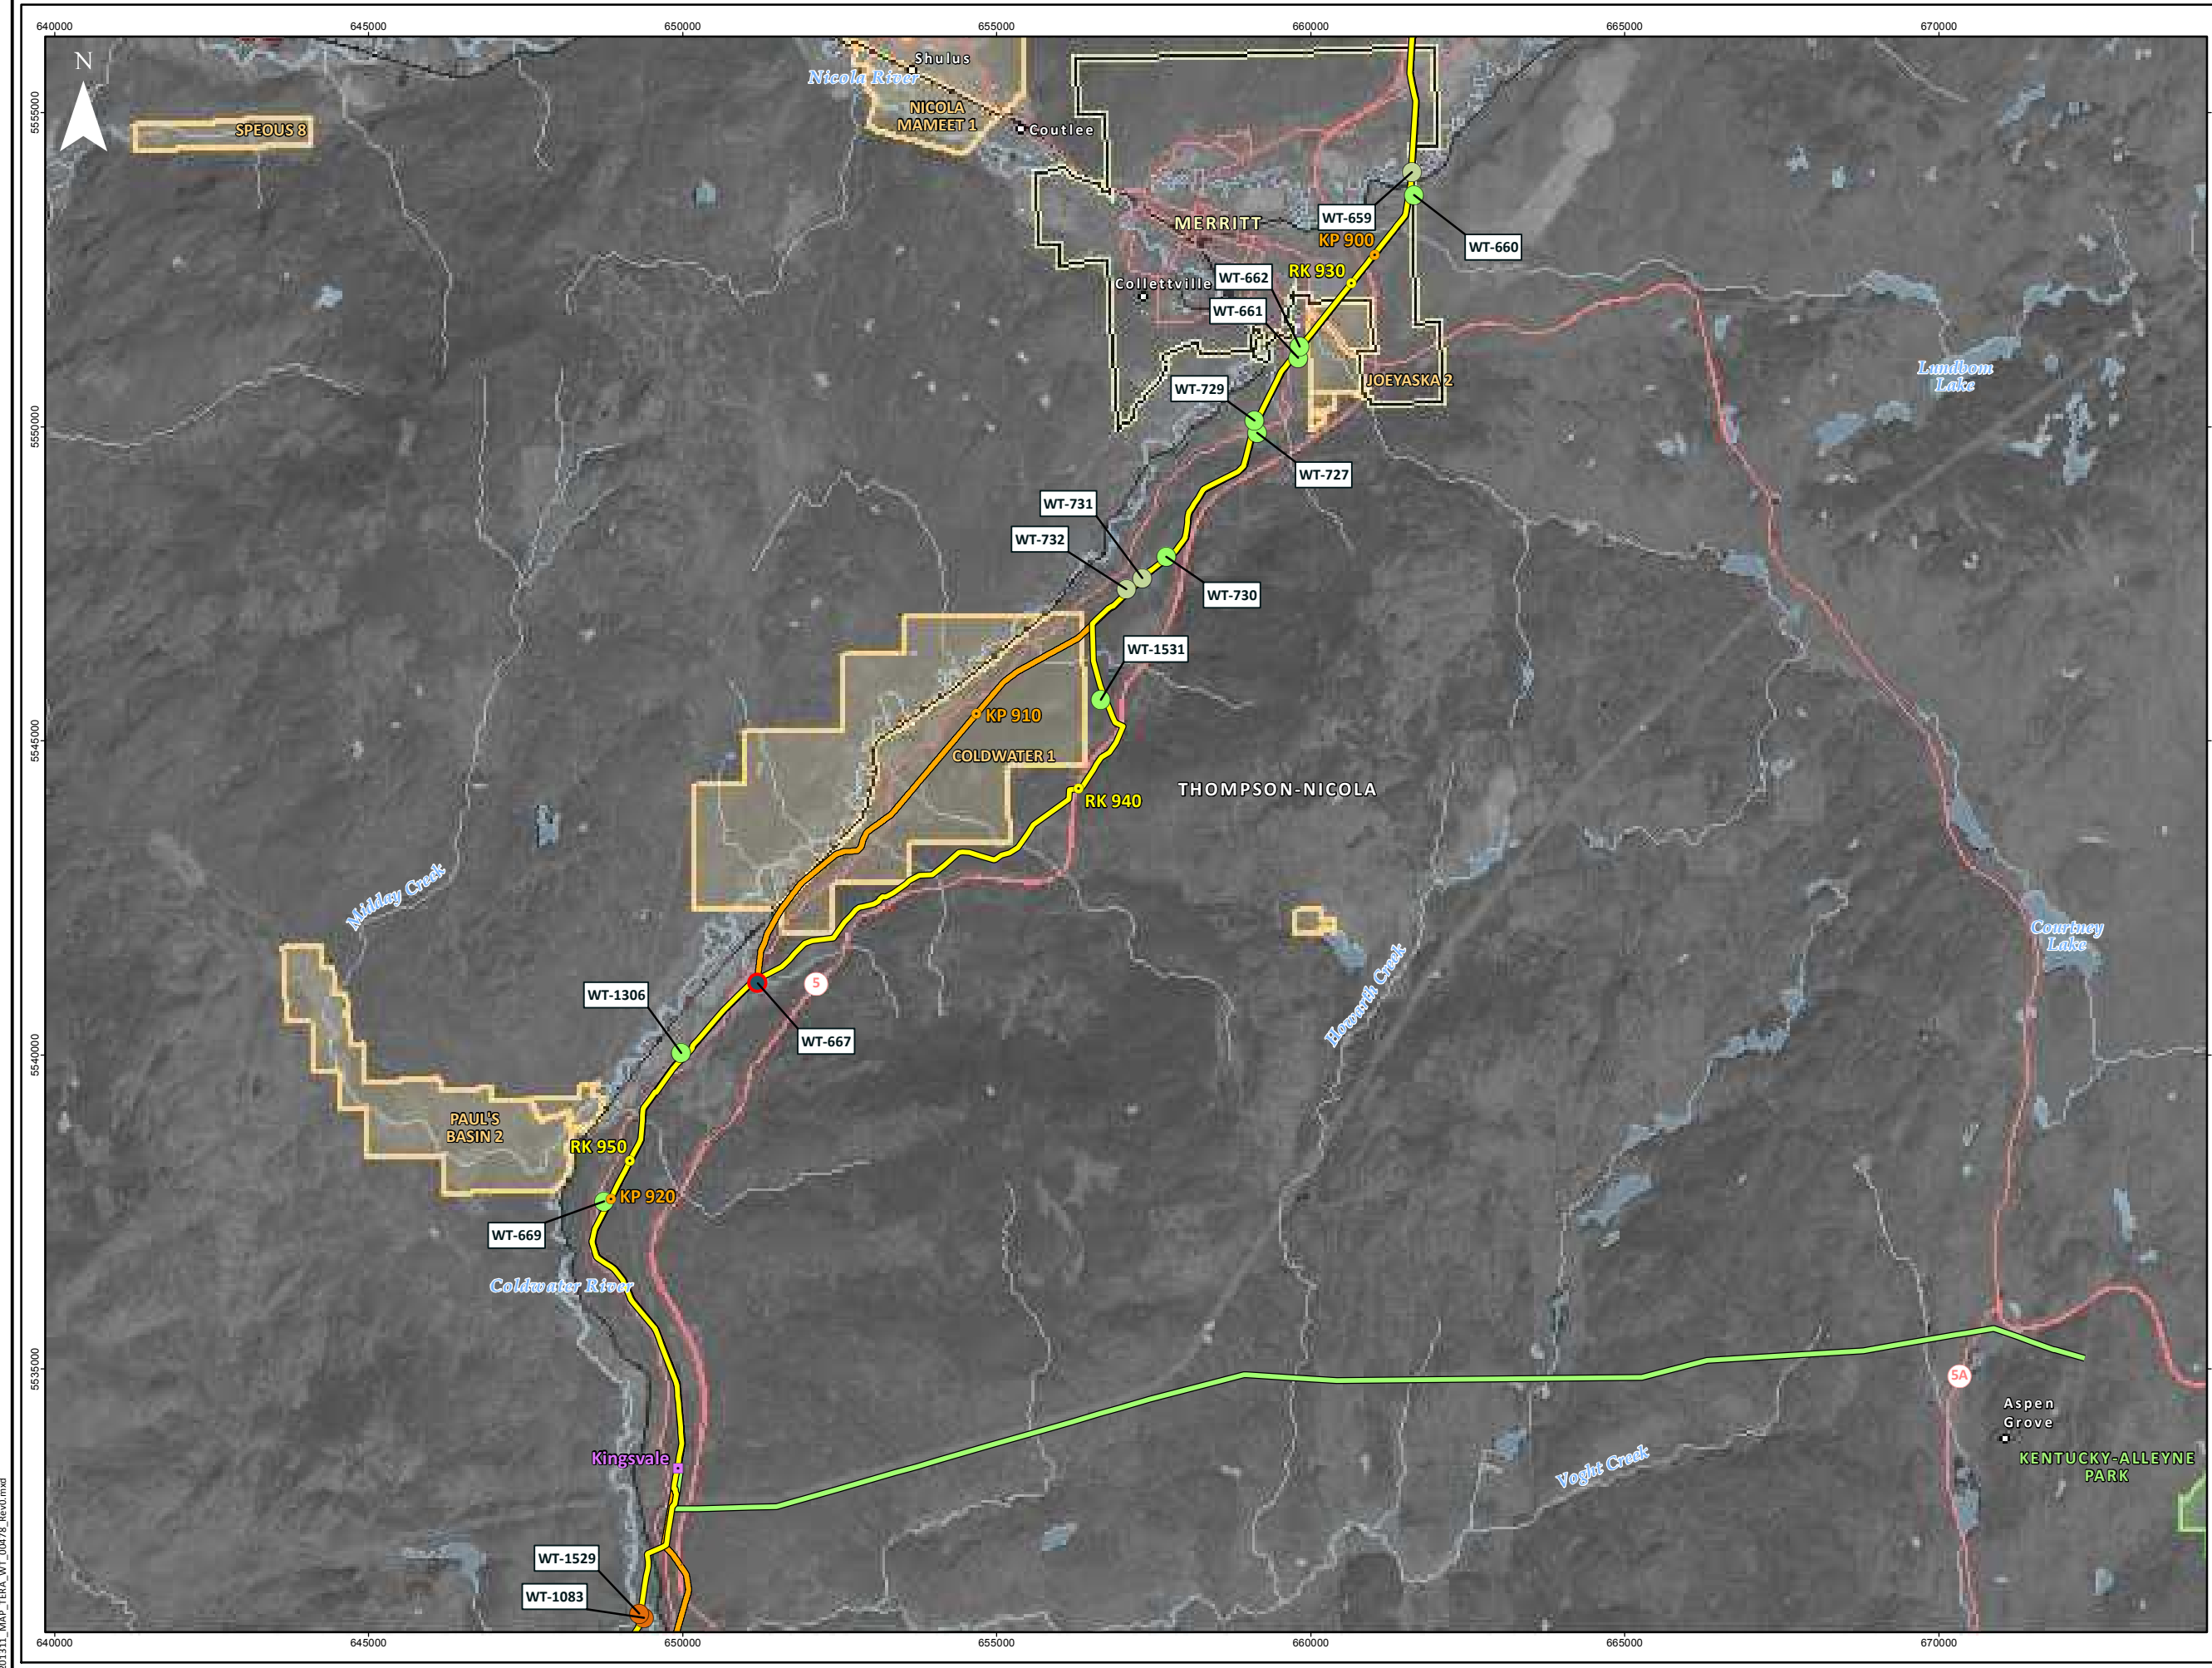 640000
645000
650000
655000
660000
665000
670000
N
Shulus
Nicola River
5555000
NICOLA
MAMEET 1
SPEOUS 8
Coutlee
WT-659
MERRITT
KP 900
WT-660
RK 930
WT-662
Collettville
WT-661
Lundbom
Lake
JOEYASKA 2
WT-729
5550000
WT-727
WT-731
WT-732
WT-730
WT-1531
KP 910
5545000
COLDWATER 1
THOMPSON-NICOLA
RK 940
Midday Creek
Courtney
Lake
5
WT-1306
Howarth Creek
WT-667
5540000
PAUL'S
BASIN 2
RK 950
KP 920
WT-669
Coldwater River
5535000
5A
Aspen
Grove
Kingsvale
KENTUCKY-ALLEYNE
PARK
Voght Creek
WT-1529
WT-1083
201311_MAP_TERA_WT_00478_Rev0.mxd
640000
645000
650000
655000
660000
665000
670000